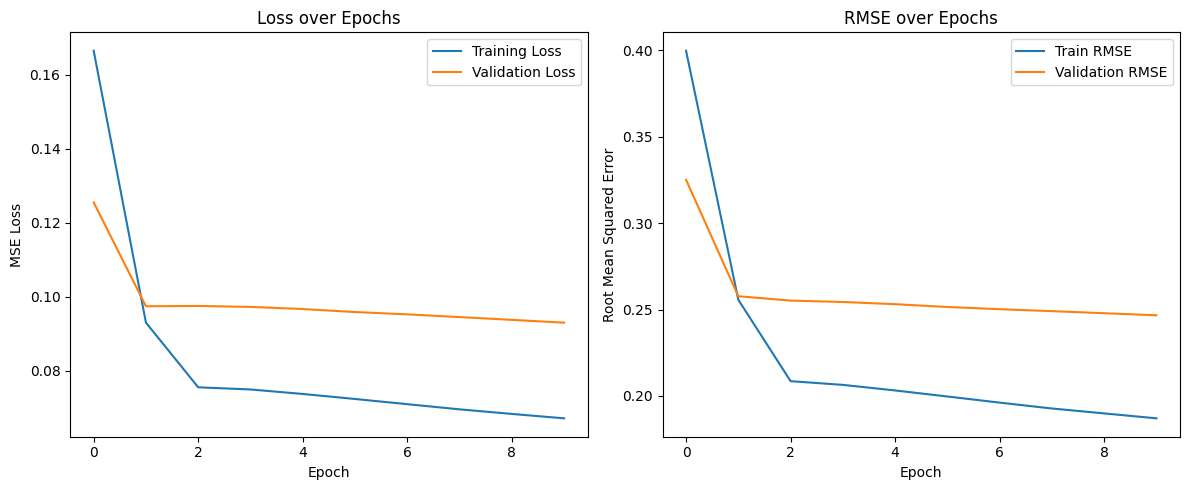 Loss over Epochs
Training Loss
Validation Loss
MSE Loss
0.16
0.14
0.12
0.10
0.08
0
2
4
6
8
Epoch
RMSE over Epochs
Train RMSE
Validation RMSE
Root Mean Squared Error
0.40
0.35
0.30
0.25
0.20
0
2
4
6
8
Epoch